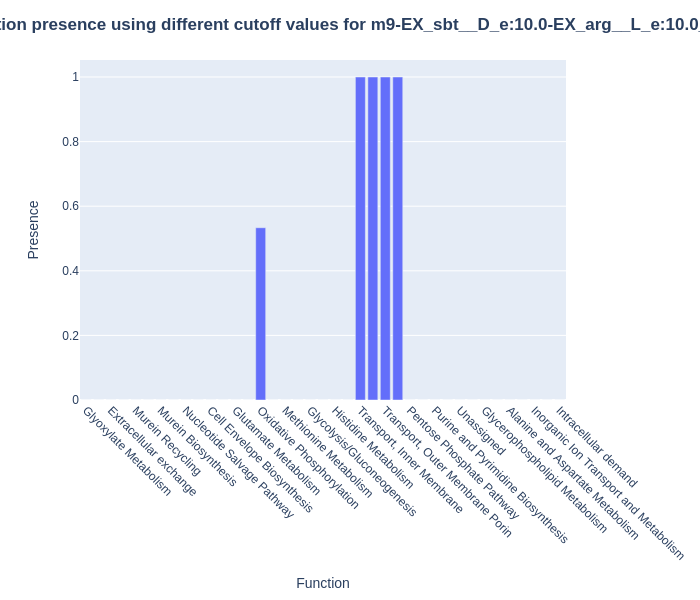 tion presence using different cutoff values for m9-EX_sbt__D_e:10.0-EX_arg__L_e:10.0_
1
0.8
0.6
0.4
0.2
0
Presence
Glyoxylate Metabolism
Extracellular exchange
Murein Recycling
Murein Biosynthesis
Nucleotide Salvage Pathway
Cell Envelope Biosynthesis
Glutamate Metabolism
Oxidative Phosphorylation
Methionine Metabolism
Glycolysis/Gluconeogenesis
Histidine Metabolism
Transport, Inner Membrane
Transport, Outer Membrane Porin
Pentose Phosphate Pathway
Purine and Pyrimidine Biosynthesis
Unassigned
Glycerophospholipid Metabolism
Alanine and Aspartate Metabolism
Inorganic Ion Transport and Metabolism
Intracellular demand
Function